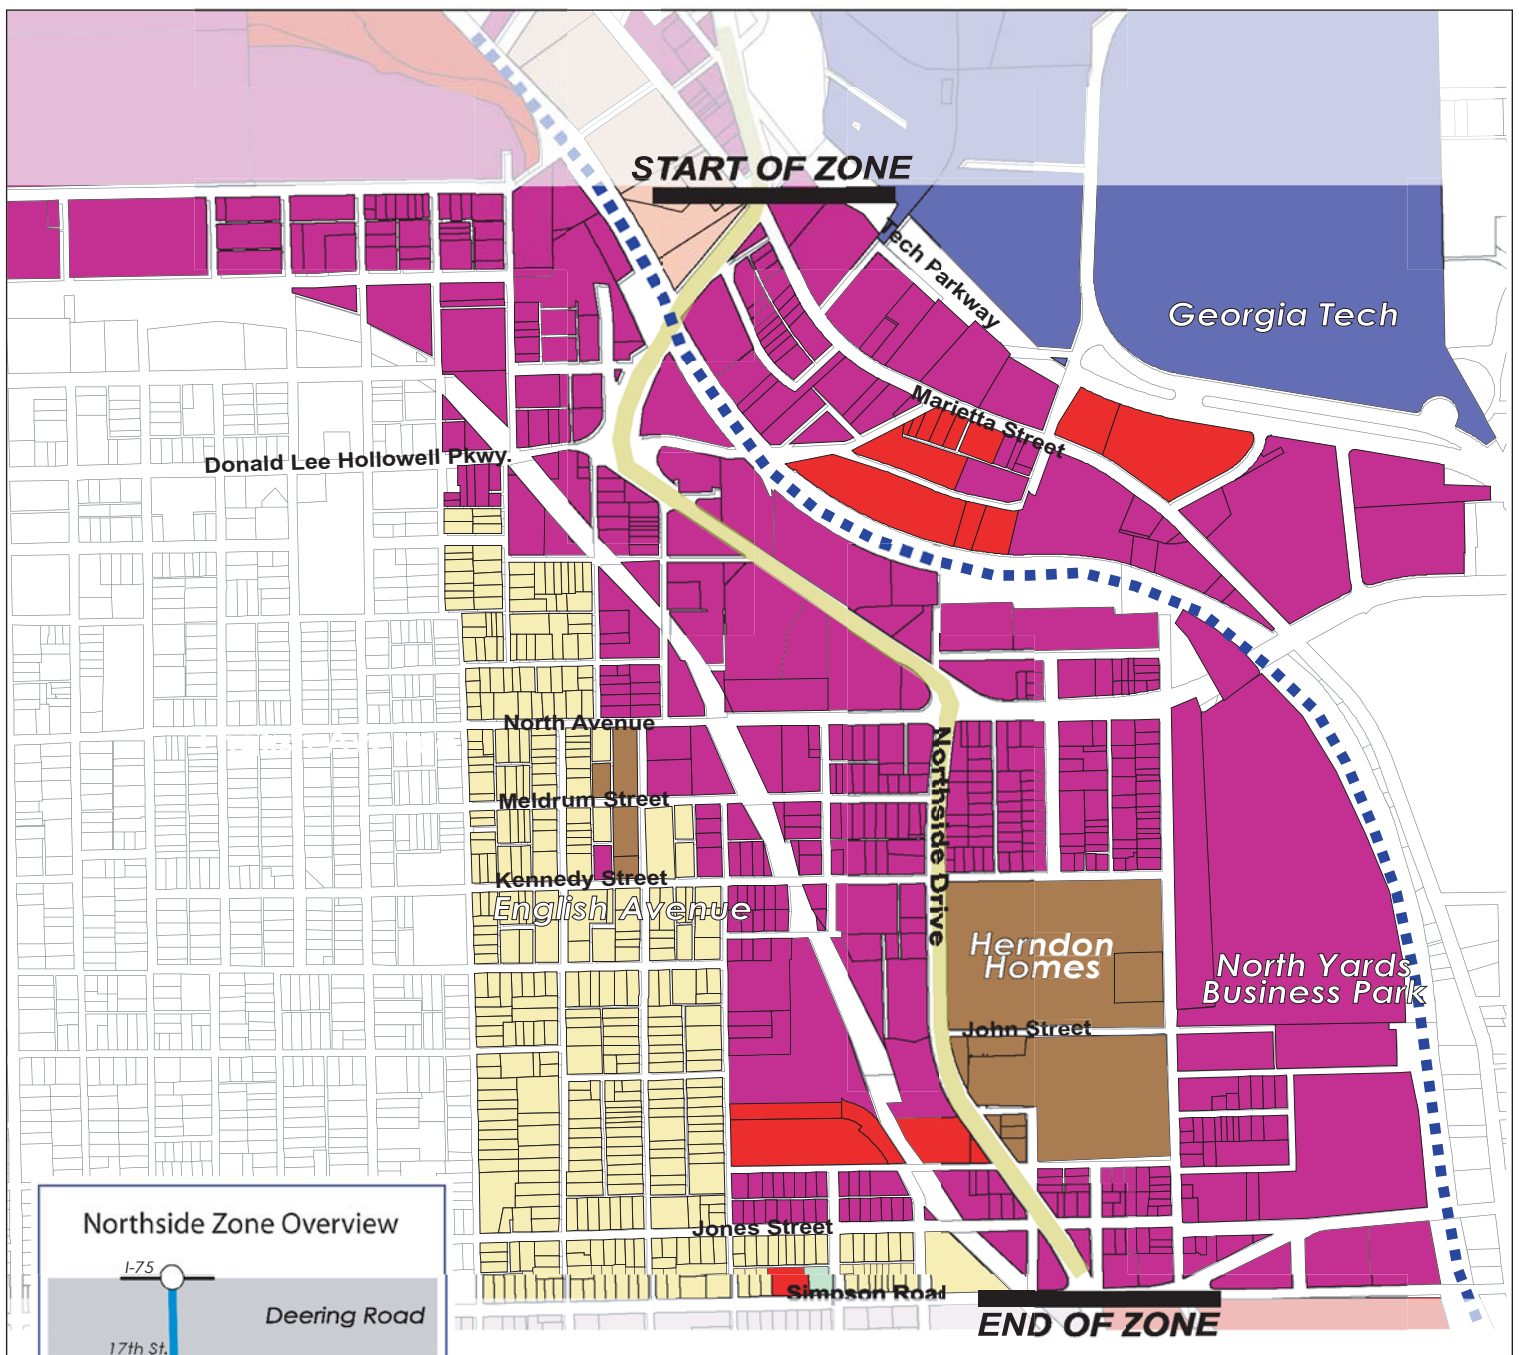 START OF ZONE
Tech Parkway
Georgia Tech
Marietta Street
Donald Lee Hollowell Pkwy.
North Avenue
Northside Drive
Meldrum Street
Kennedy Street
English Avenue
Herndon
Homes
North Yards
Business Park
John Street
Jones Street
Simpson Road
END OF ZONE
Northside Zone Overview
I-75
Deering Road
17th St.